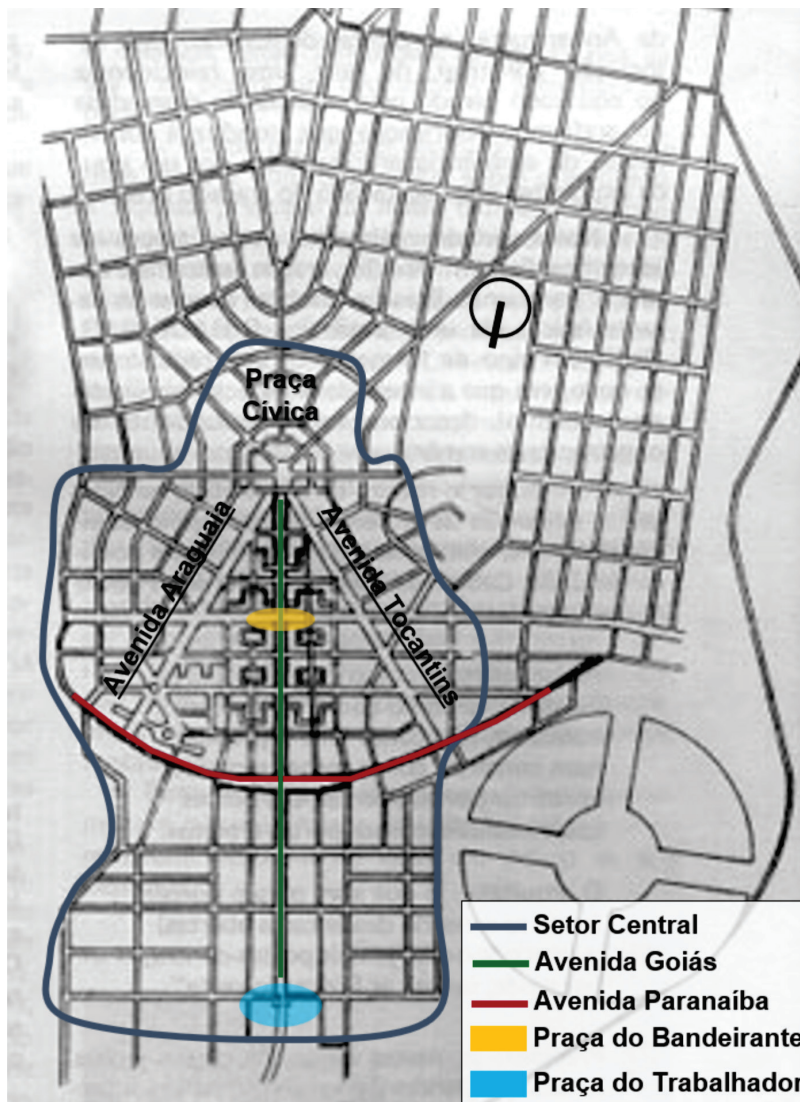 Praça
Cívica
Avenida Araguaia
Avenida Tocantins
Setor Central
Avenida Goiás
Avenida Paranaíba
Praça do Bandeirante
Praça do Trabalhador